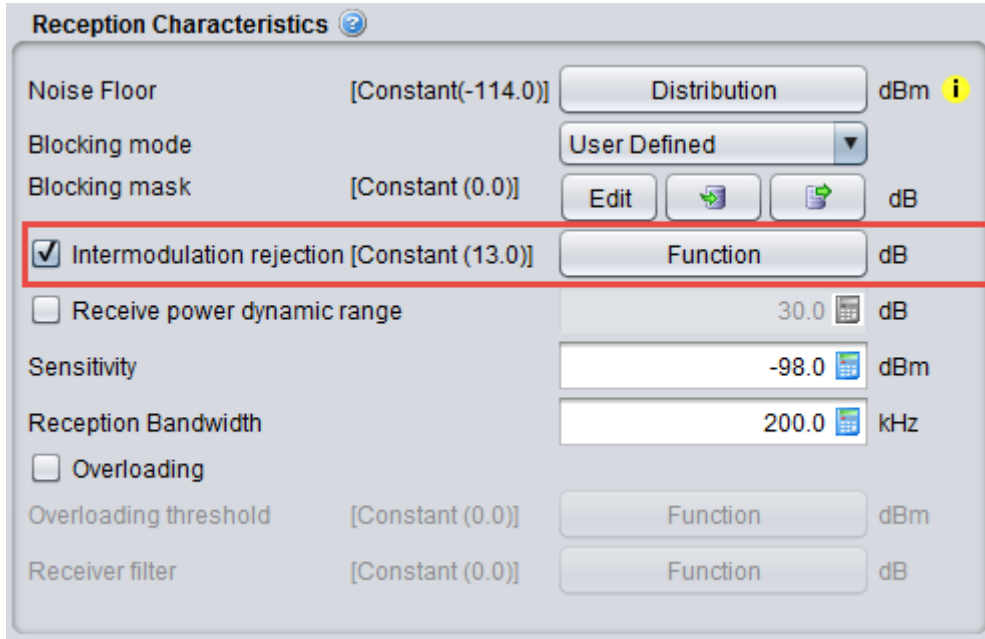 Reception Characteristics ?
Noise Floor [Constant(-114.0)] Distribution dBm i
Blocking mode User Defined
Blocking mask [Constant (0.0)] Edit dB
Intermodulation rejection [Constant (13.0)] Function dB
Receive power dynamic range 30.0 dB
Sensitivity -98.0 dBm
Reception Bandwidth 200.0 kHz
Overloading
Overloading threshold [Constant (0.0)] Function dBm
Receiver filter [Constant (0.0)] Function dB